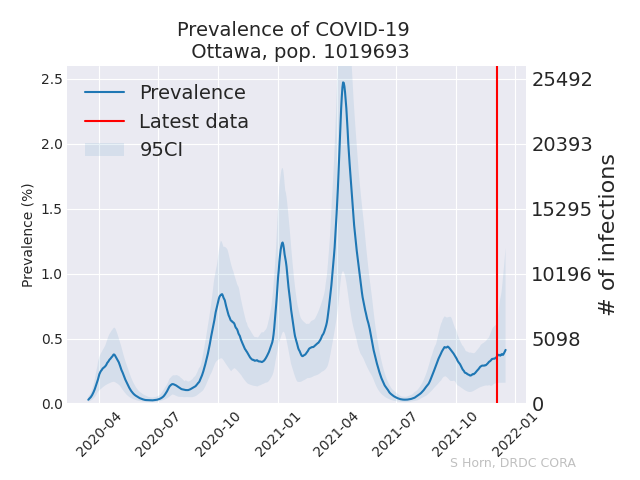 Prevalence of COVID-19
Ottawa, pop. 1019693
Prevalence
Latest data
95CI
Prevalence (%)
2.5
2.0
1.5
1.0
0.5
0.0
25492
20393
15295
10196
5098
0
# of infections
2020-04
2020-07
2020-10
2021-01
2021-04
2021-07
2021-10
2022-01
S Horn, DRDC CORA